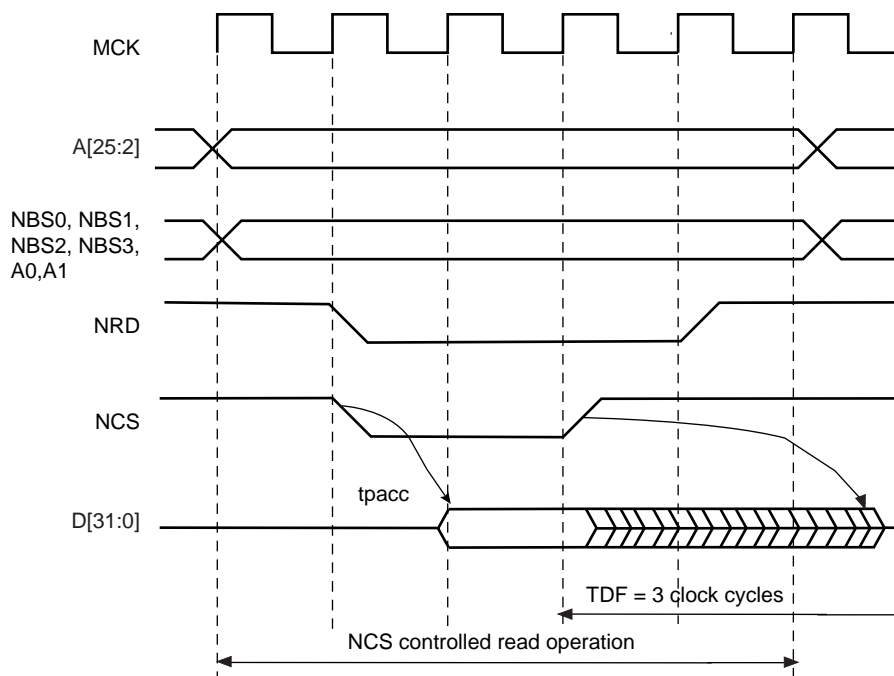 MCK
A[25:2]
NBS0, NBS1,
NBS2, NBS3,
A0,A1
NRD
NCS
tpacc
D[31:0]
TDF = 3 clock cycles
NCS controlled read operation